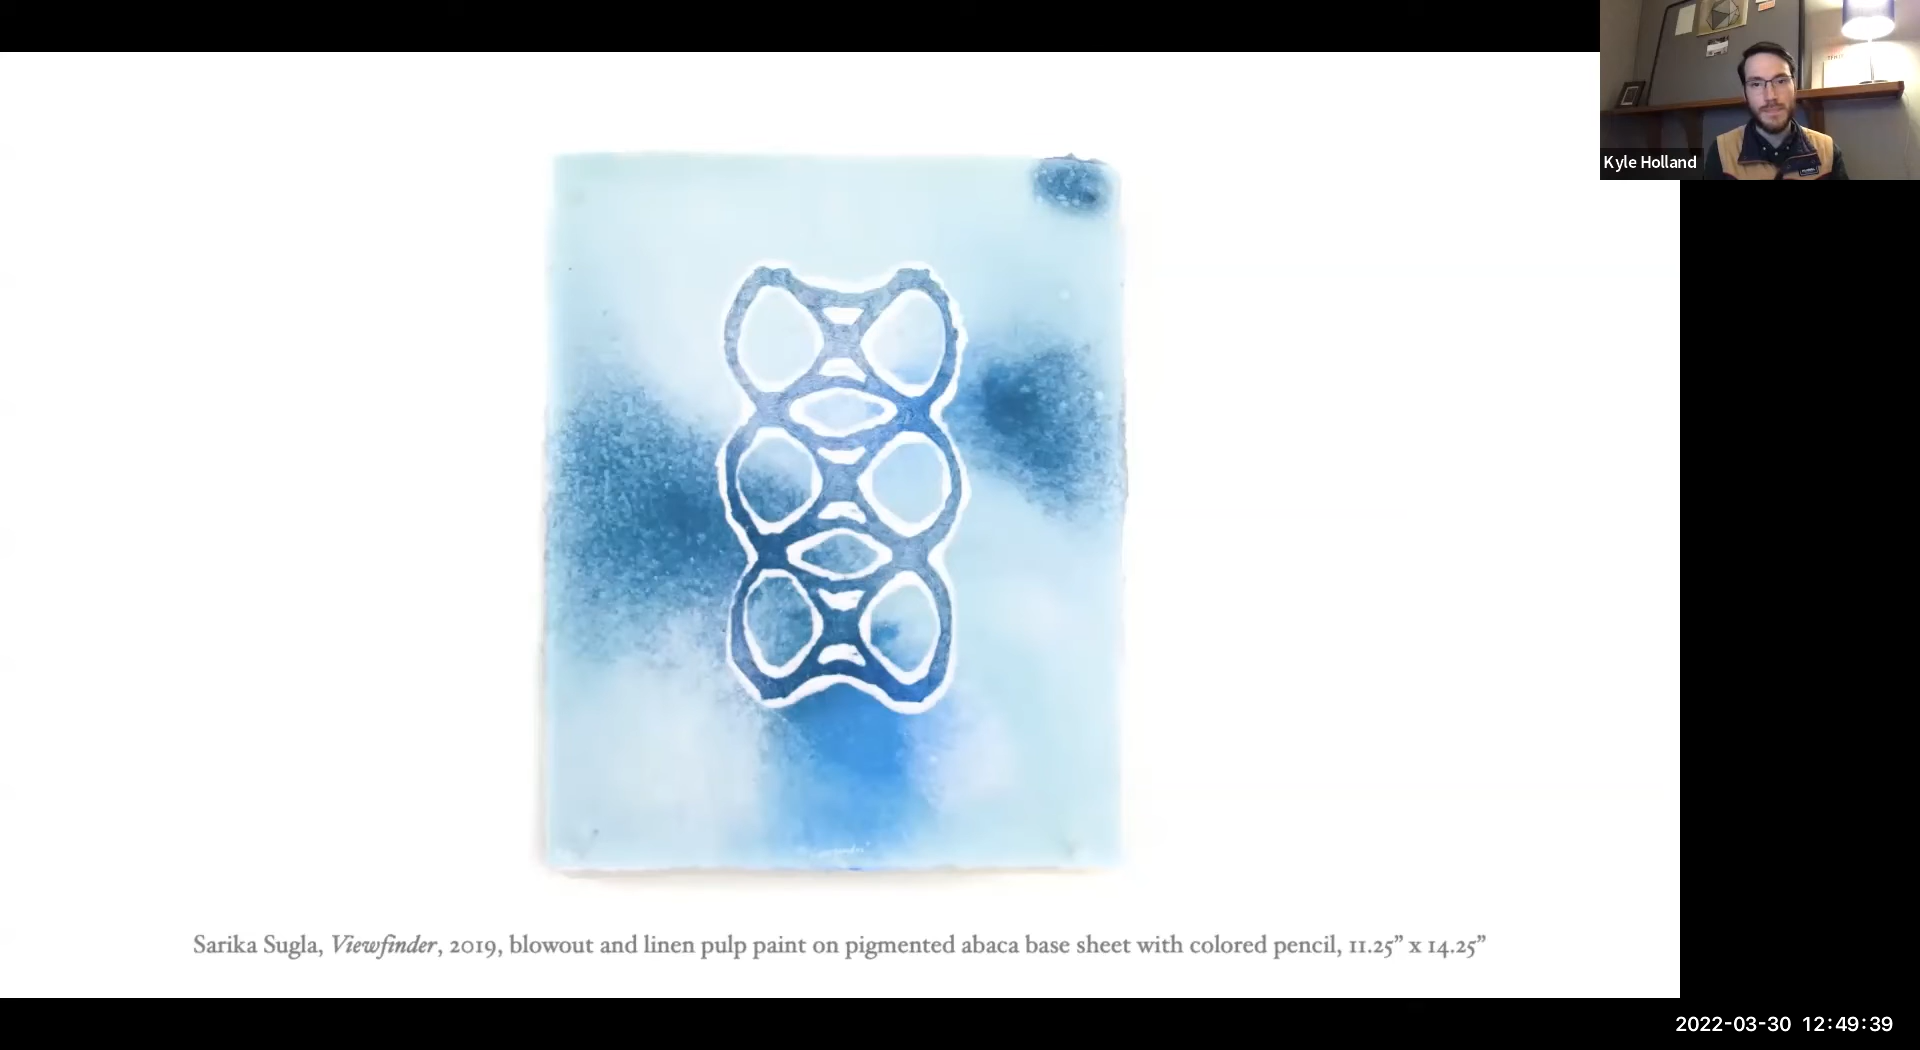 Kyle Holland
Sarika Sugla, Viewfinder, 2019, blowout and linen pulp paint on pigmented abaca base sheet with colored pencil, 11.25” x 14.25”
2022-03-30 12:49:39